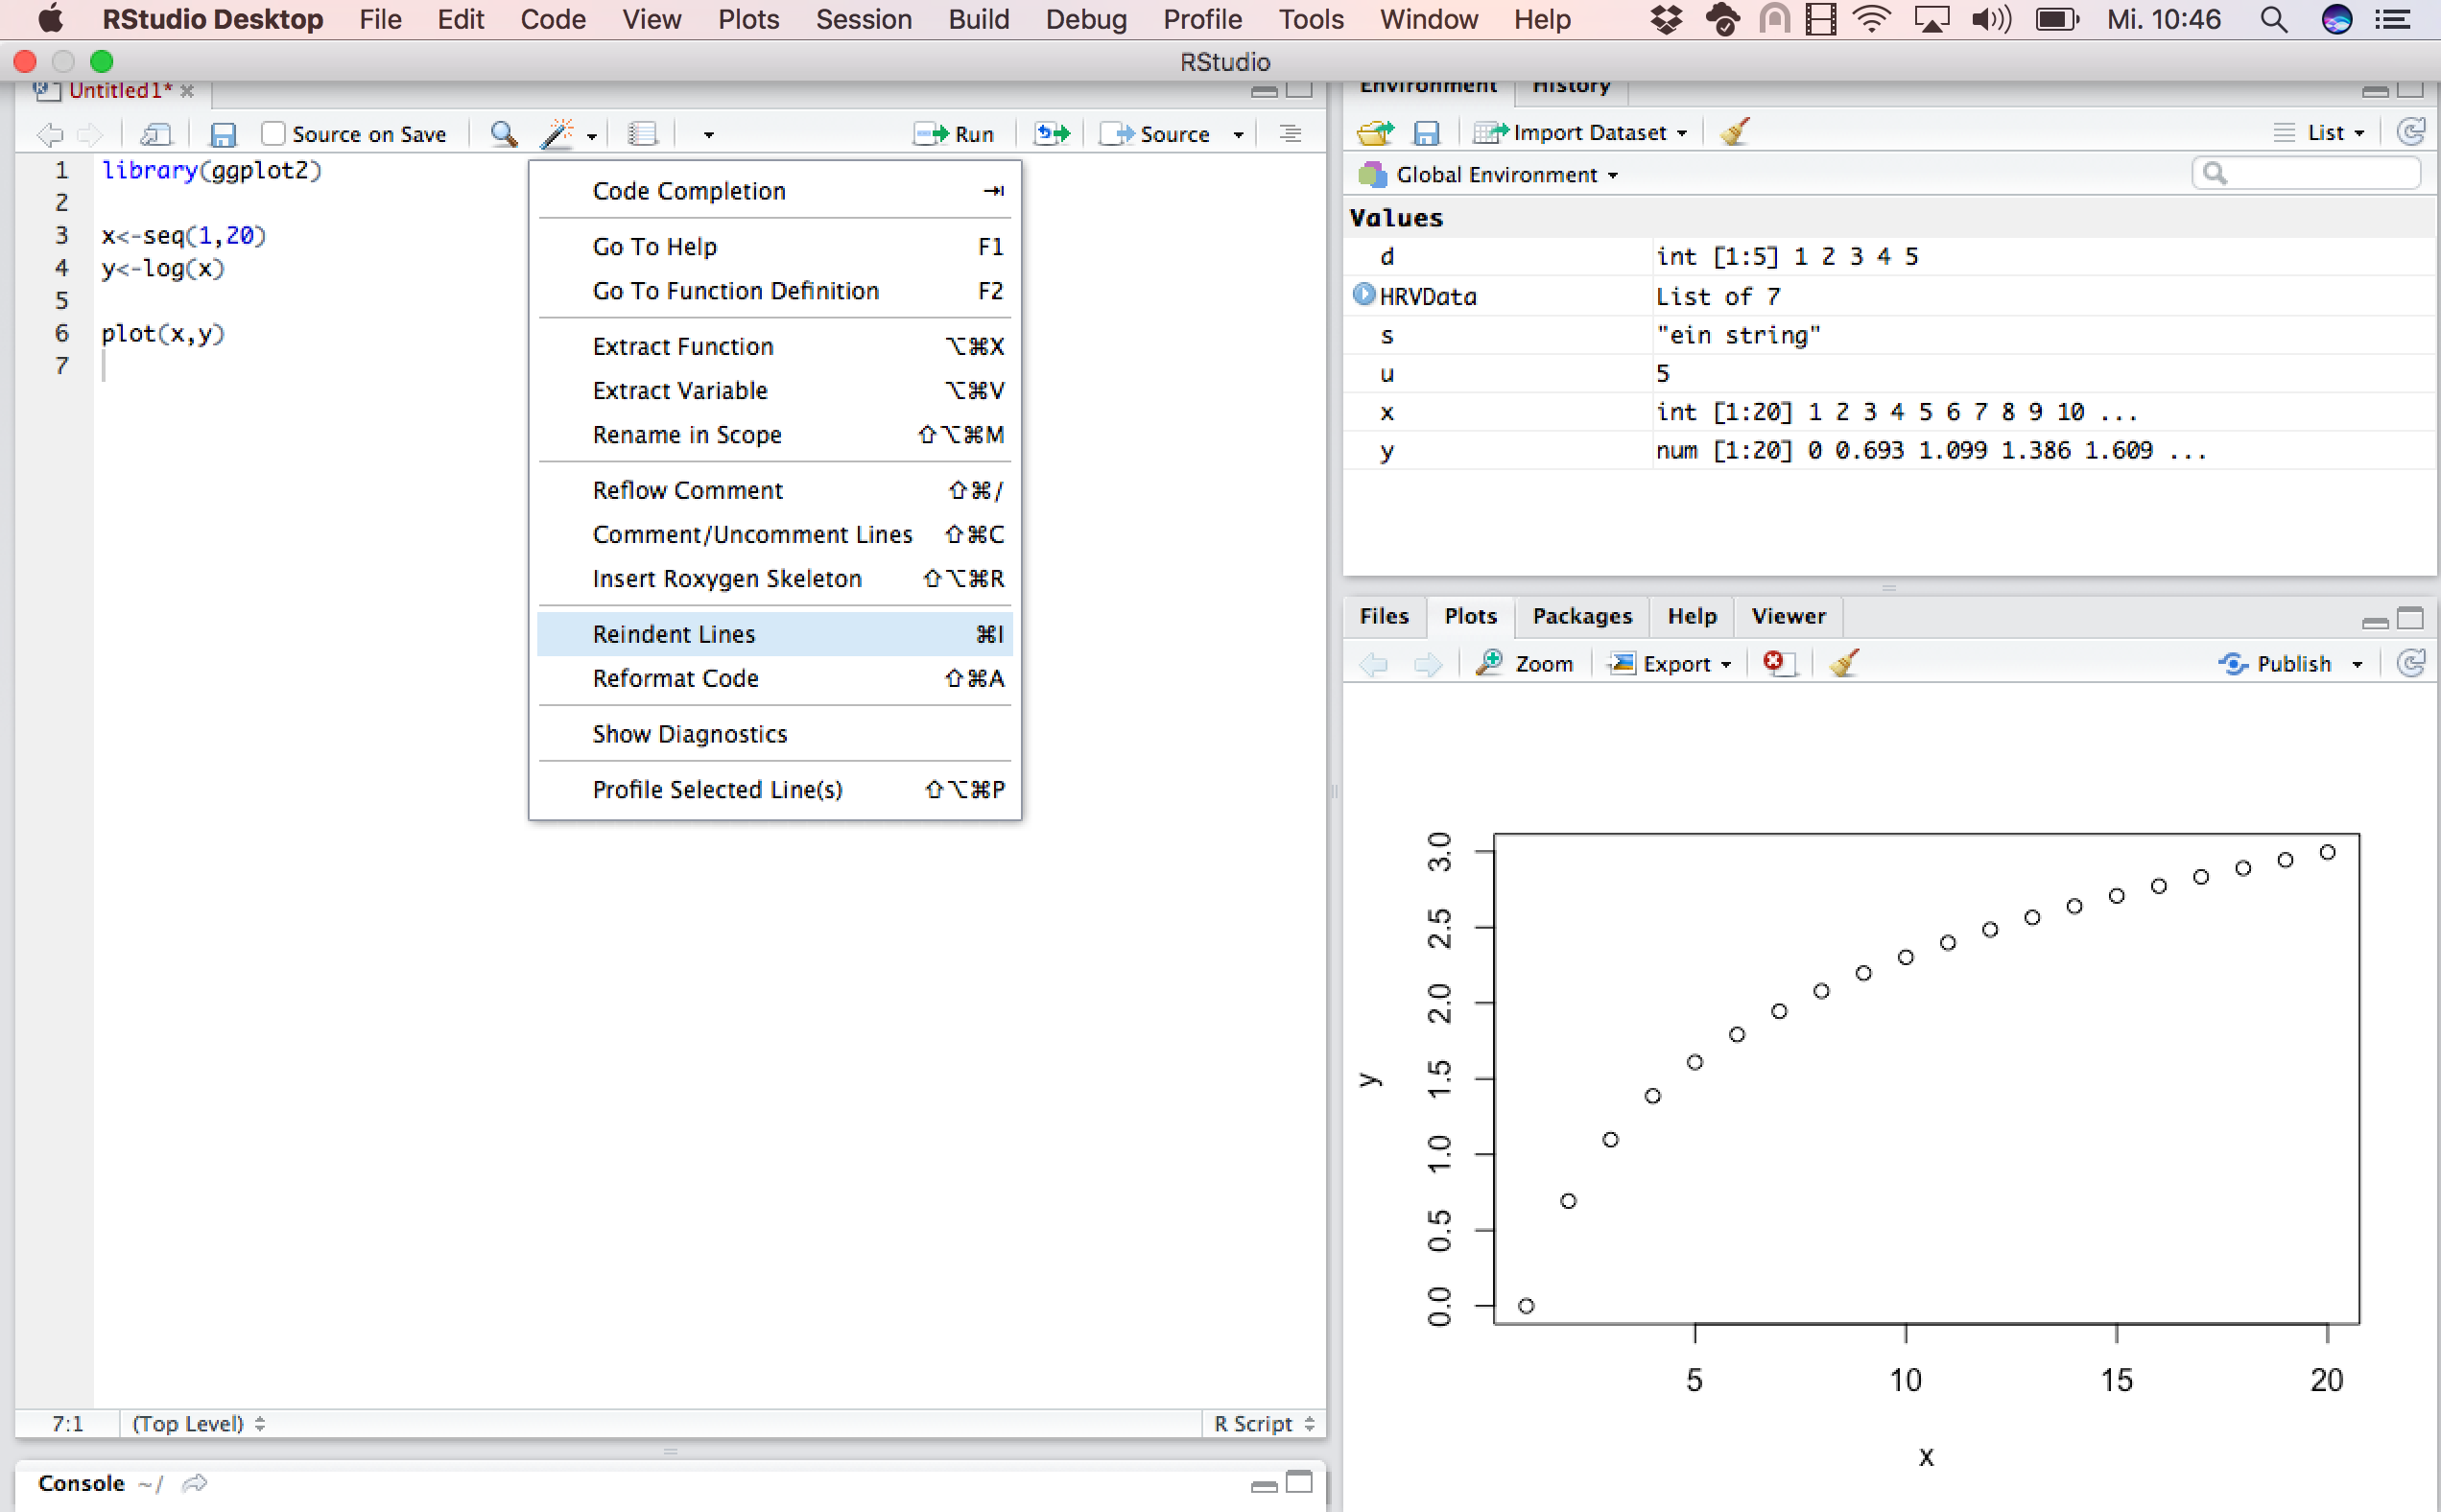 RStudio Desktop File Edit Code View Plots Session Build Debug Profile Tools Window Help Mi. 10:46
RStudio
Untitled1*
Source on Save Run Source
1 library(ggplot2)
2
3 x<-seq(1,20)
4 y<-log(x)
5
6 plot(x,y)
7
Code Completion ⇥
Go To Help F1
Go To Function Definition F2
Extract Function ⌥⌘X
Extract Variable ⌥⌘V
Rename in Scope ⇧⌥⌘M
Reflow Comment ⇧⌘/
Comment/Uncomment Lines ⇧⌘C
Insert Roxygen Skeleton ⇧⌥⌘R
Reindent Lines ⌘I
Reformat Code ⇧⌘A
Show Diagnostics
Profile Selected Line(s) ⇧⌥⌘P
7:1 (Top Level) R Script
Console ~/
Environment History
Import Dataset List
Global Environment
Values
d int [1:5] 1 2 3 4 5
HRVData List of 7
s "ein string"
u 5
x int [1:20] 1 2 3 4 5 6 7 8 9 10 ...
y num [1:20] 0 0.693 1.099 1.386 1.609 ...
Files Plots Packages Help Viewer
Zoom Export Publish
3.0
2.5
2.0
1.5
1.0
0.5
0.0
y
5 10 15 20
x